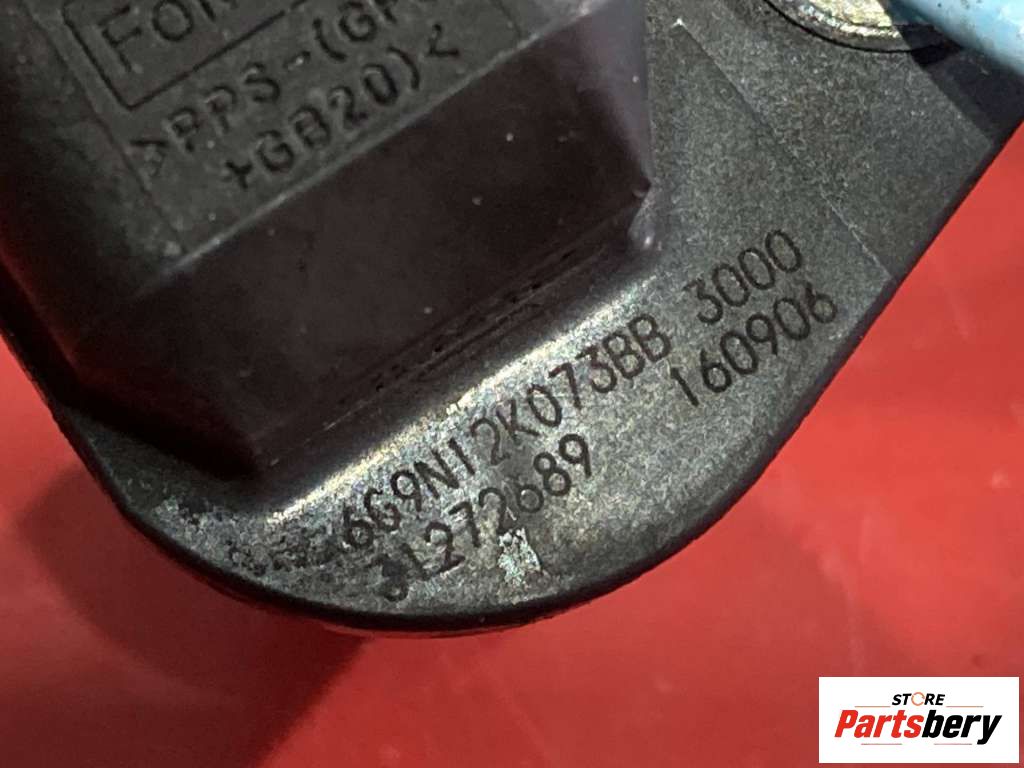 >PPS-(GF
+GB20)<
6G9N12K073BB 3000
31272689 160906
STORE
Partsbery